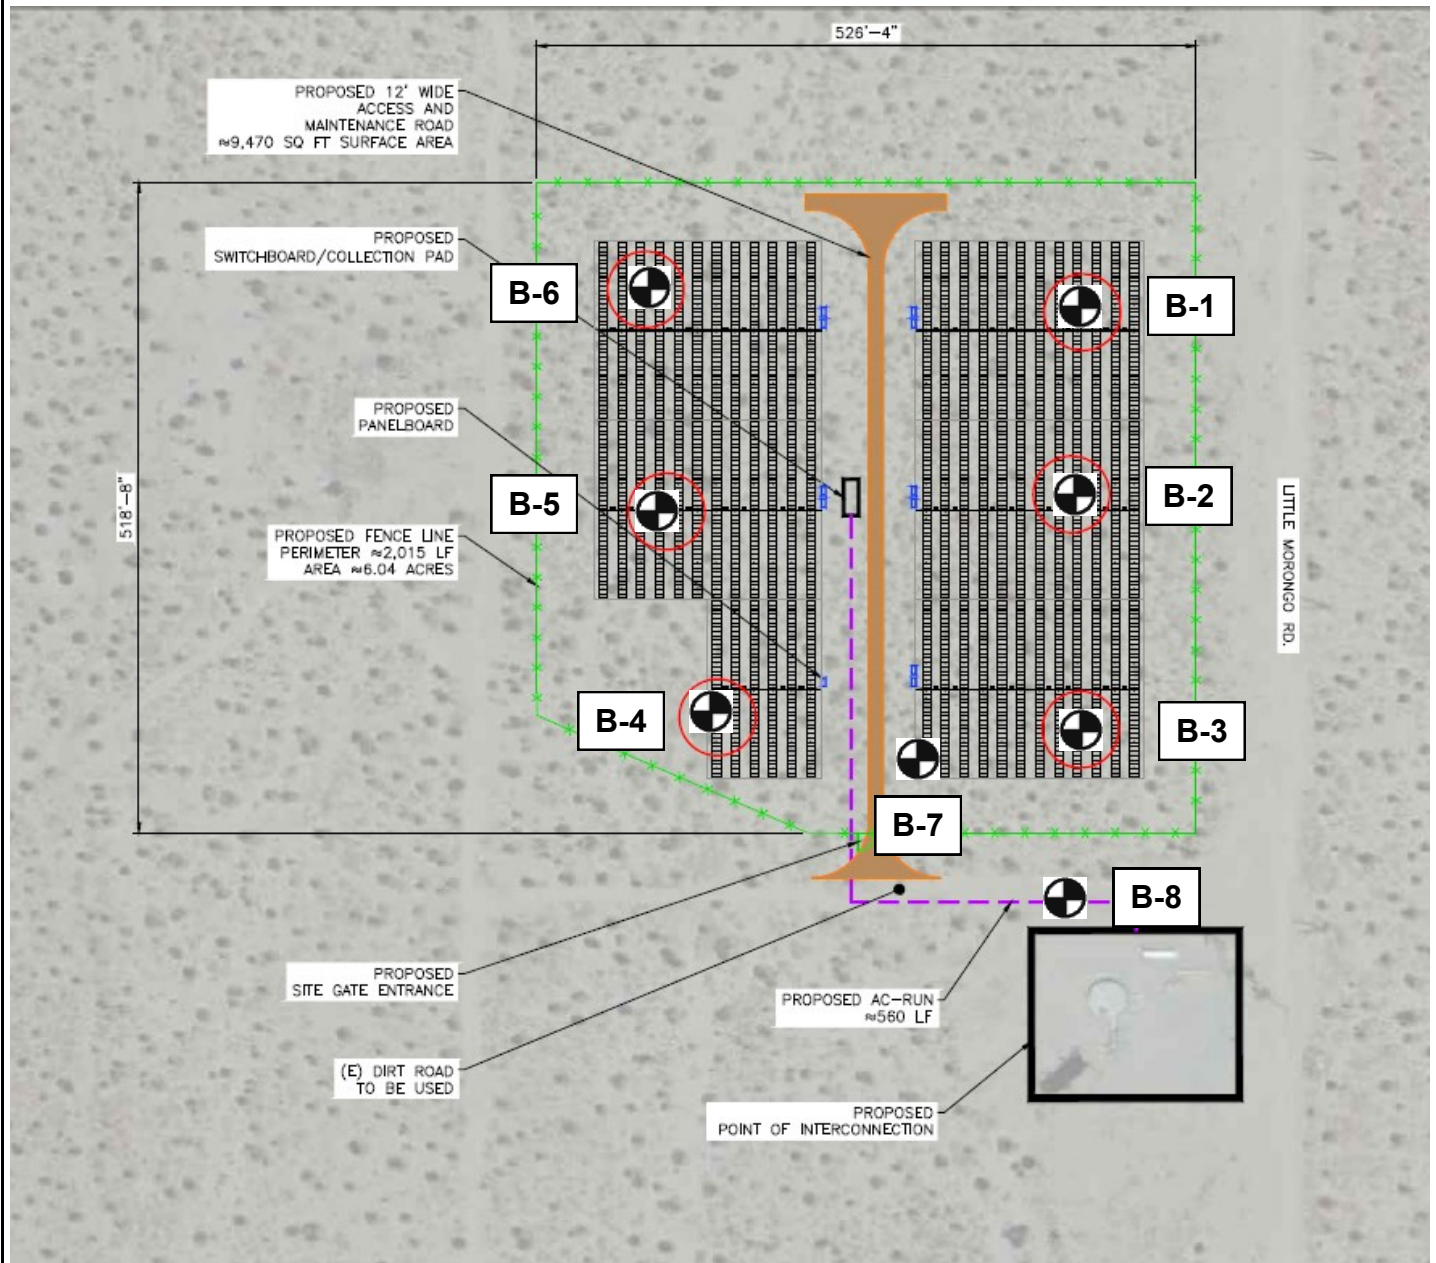 526'-4"
PROPOSED 12' WIDE
ACCESS AND
MAINTENANCE ROAD
≈9,470 SQ FT SURFACE AREA
PROPOSED
SWITCHBOARD/COLLECTION PAD
B-6
B-1
PROPOSED
PANELBOARD
B-5
B-2
518'-8"
PROPOSED FENCE LINE
PERIMETER ≈2,015 LF
AREA ≈6.04 ACRES
LITTLE MORONGO RD.
B-4
B-3
B-7
B-8
PROPOSED
SITE GATE ENTRANCE
PROPOSED AC-RUN
≈560 LF
(E) DIRT ROAD
TO BE USED
PROPOSED
POINT OF INTERCONNECTION